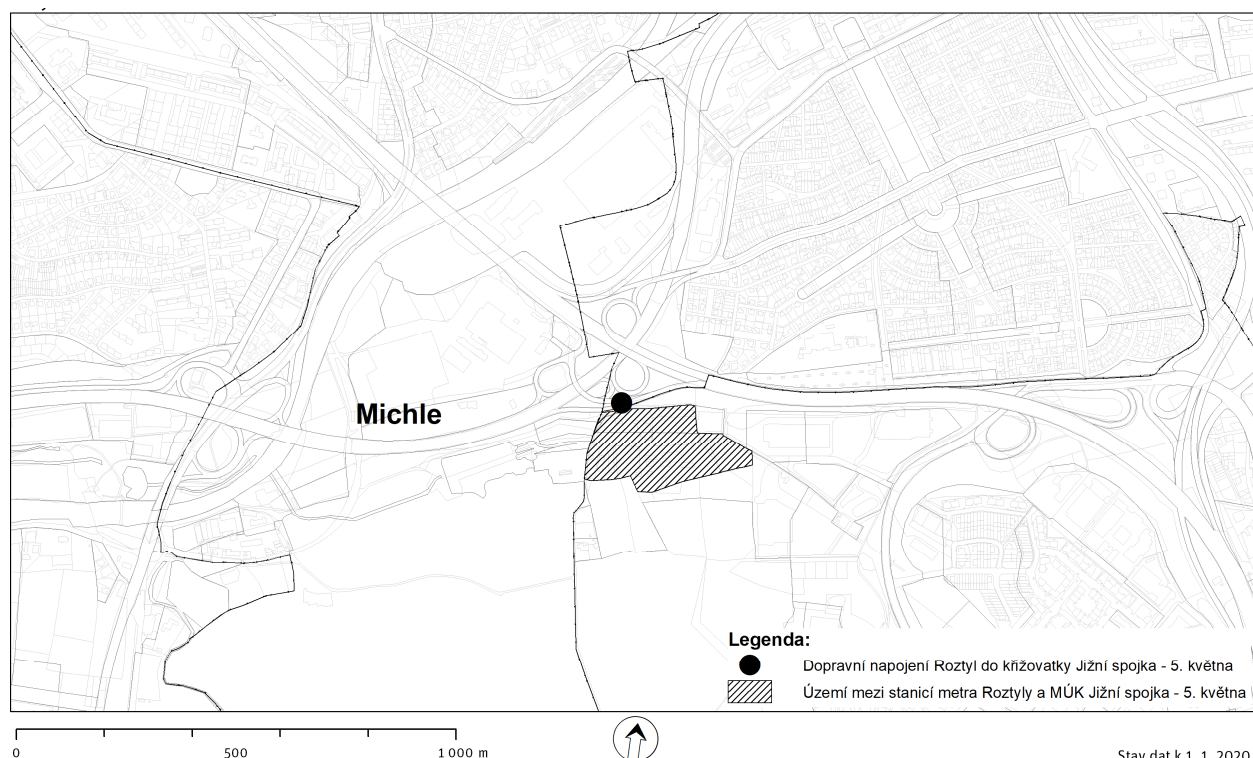 Michle
Legenda:
Dopravní napojení Roztyl do křižovatky Jižní spojka - 5. května
Území mezi stanicí metra Roztyly a MÚK Jižní spojka - 5. května
0 500 1 000 m
Stav dat k 1. 1. 2020